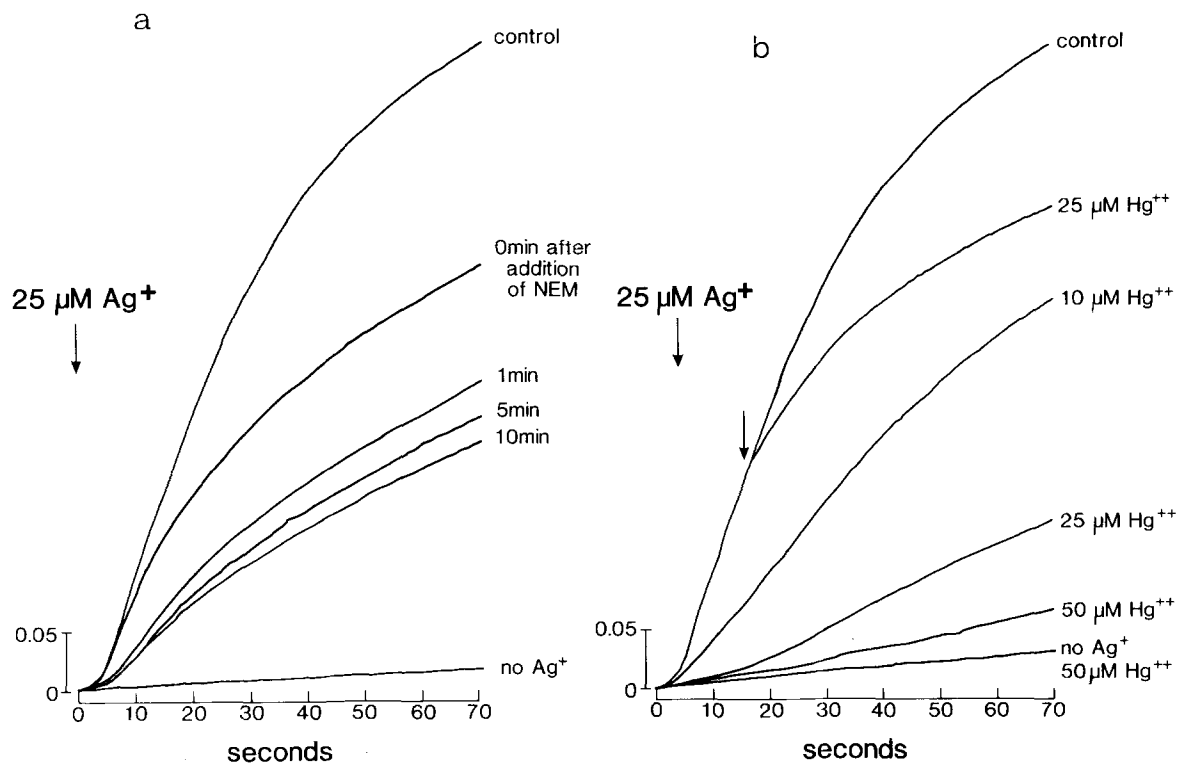 a
control
0min after
addition
of NEM
25 µM Ag+
1min
5min
10min
0.05
no Ag+
0
0 10 20 30 40 50 60 70
seconds
b
control
25 µM Hg++
25 µM Ag+
10 µM Hg++
25 µM Hg++
50 µM Hg++
0.05
no Ag+
50µM Hg++
0
0 10 20 30 40 50 60 70
seconds